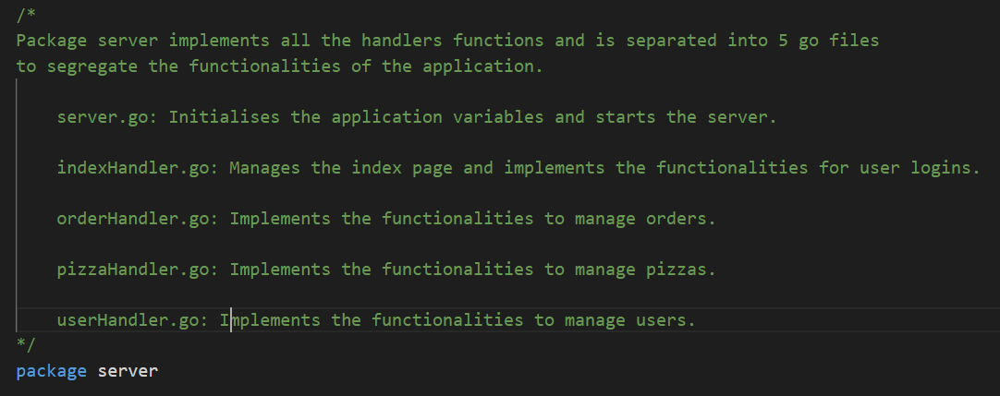 /*
Package server implements all the handlers functions and is separated into 5 go files
to segregate the functionalities of the application.
server.go: Initialises the application variables and starts the server.
indexHandler.go: Manages the index page and implements the functionalities for user logins.
orderHandler.go: Implements the functionalities to manage orders.
pizzaHandler.go: Implements the functionalities to manage pizzas.
userHandler.go: Implements the functionalities to manage users.
*/
package server